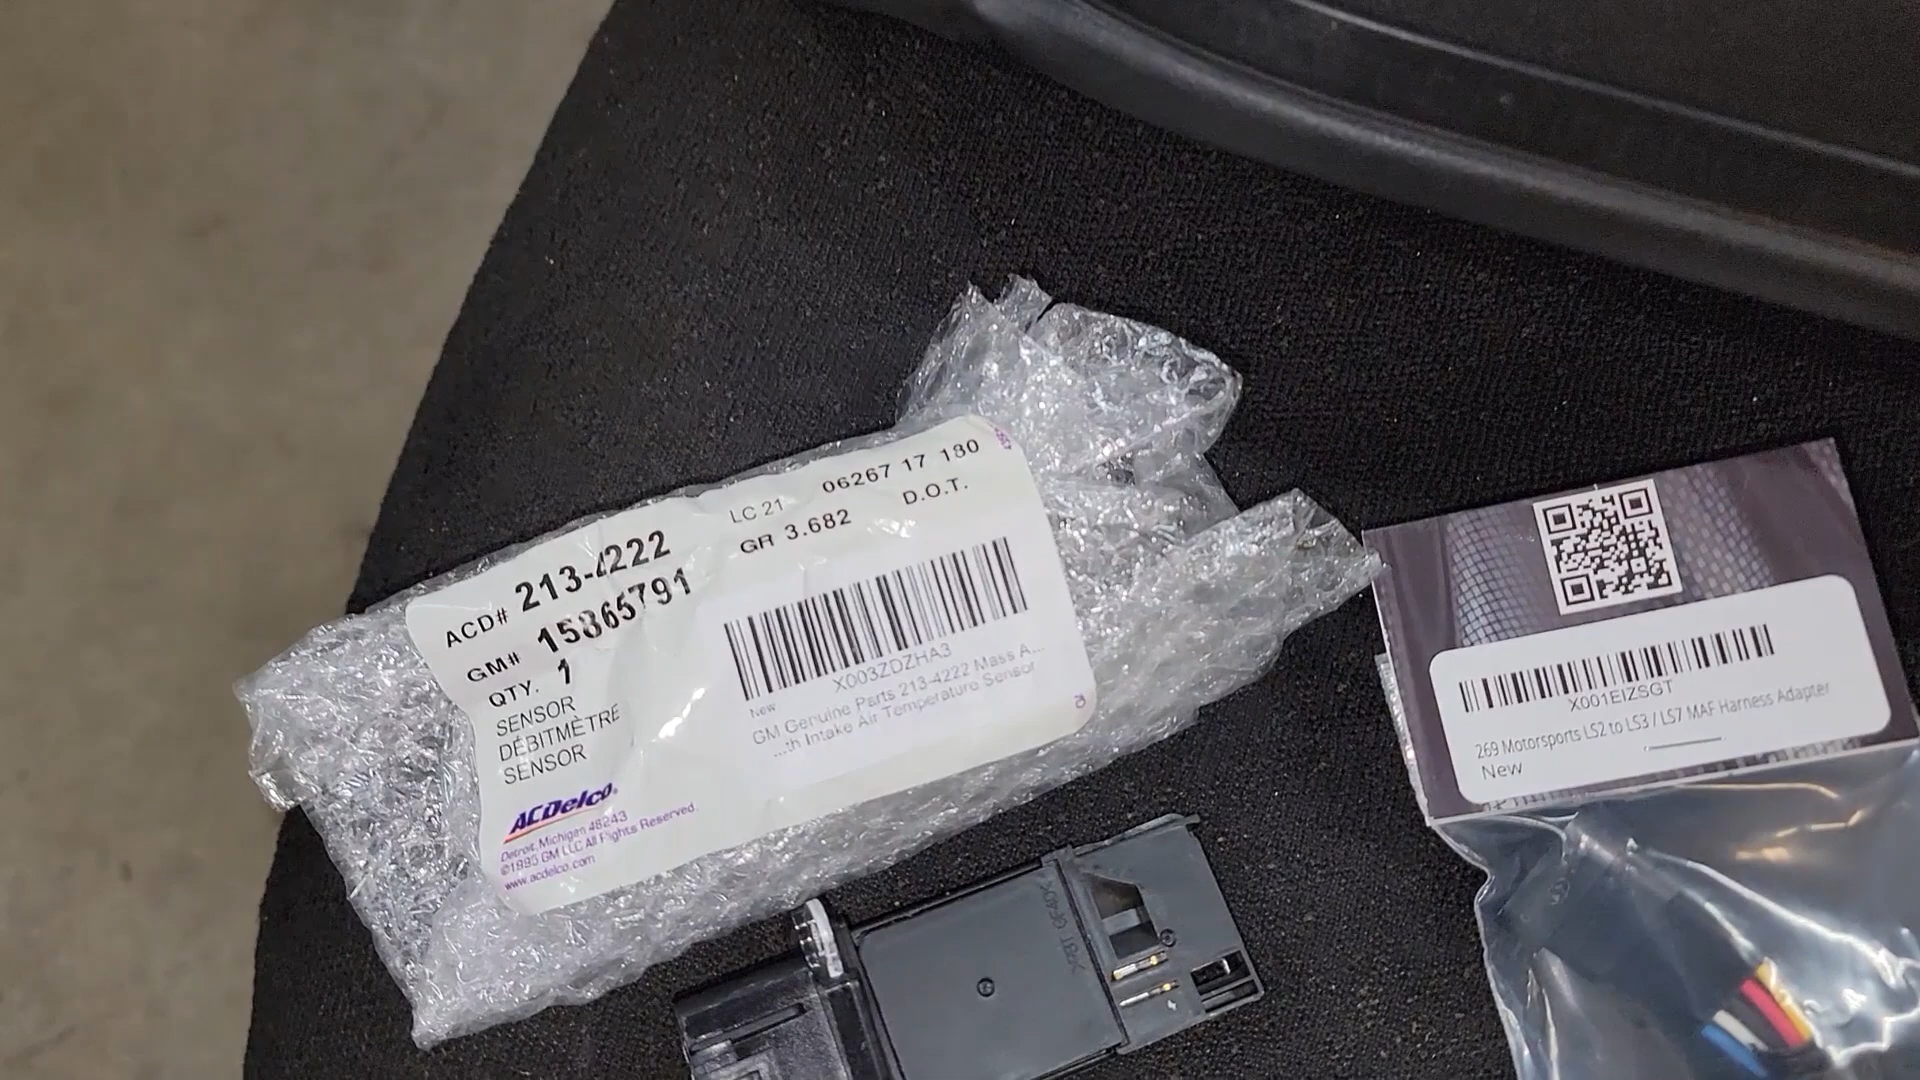 ACD# 213-4222
GM# 15865791
QTY. 1
SENSOR
DÉBITMÈTRE
SENSOR
ACDelco
Detroit, Michigan 48243
©1995 GM LLC All Rights Reserved.
www.acdelco.com
LC 21 06267 17 130
GR 3.682 D.O.T.
X003ZDZHA3
New
GM Genuine Parts 213-4222 Mass A...
...th Intake Air Temperature Sensor
X001EIZSGT
269 Motorsports LS2 to LS3 / LS7 MAF Harness Adapter
New